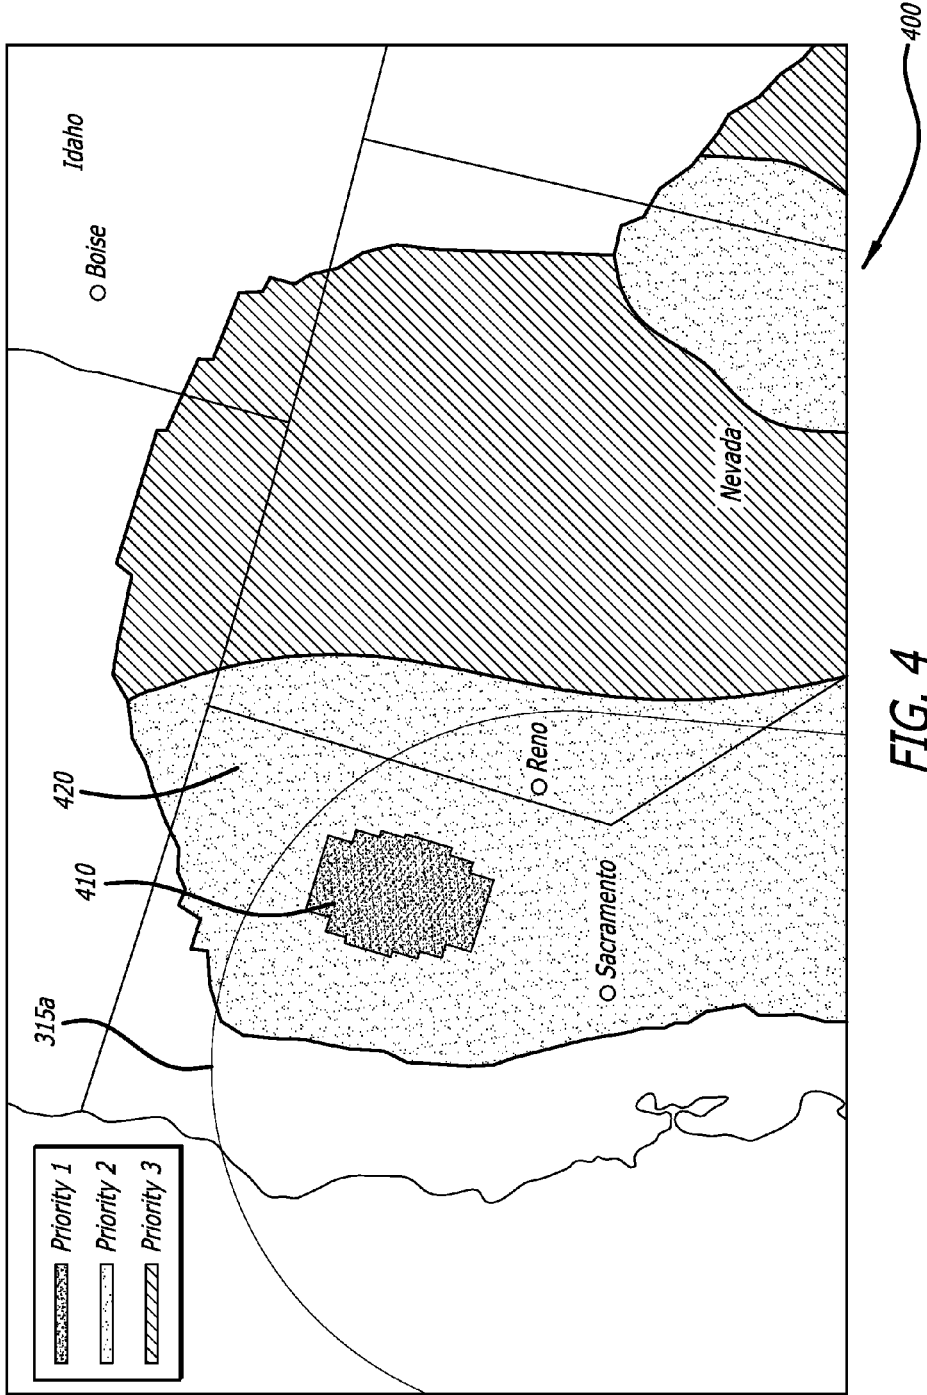 Priority 1
Priority 2
Priority 3
315a
410
420
Boise
Idaho
Sacramento
Reno
Nevada
400
FIG. 4